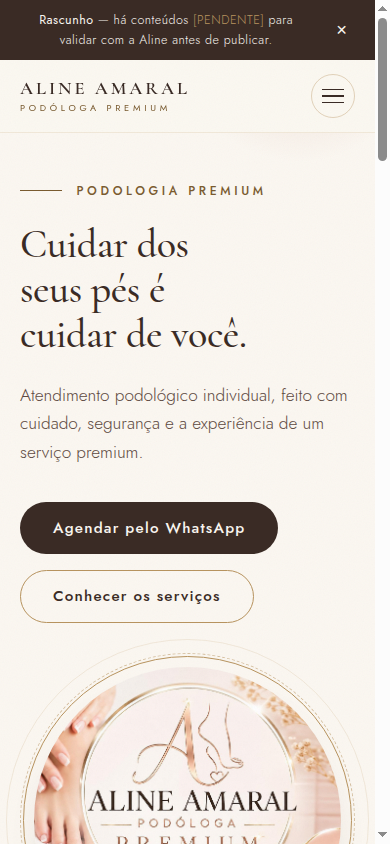 Rascunho — há conteúdos [PENDENTE] para
validar com a Aline antes de publicar.
×
ALINE AMARAL
PODÓLOGA PREMIUM
PODOLOGIA PREMIUM
Cuidar dos
seus pés é
cuidar de você.
Atendimento podológico individual, feito com
cuidado, segurança e a experiência de um
serviço premium.
Agendar pelo WhatsApp
Conhecer os serviços
A
ALINE AMARAL
PODÓLOGA
PREMIUM